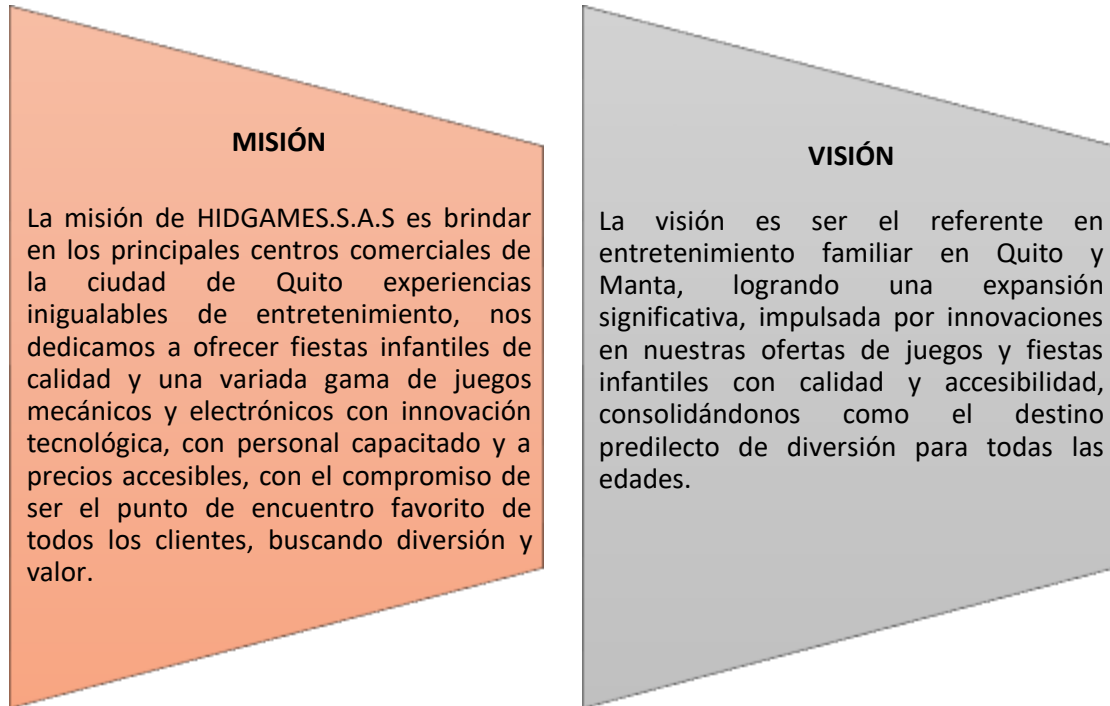 MISIÓN
La misión de HIDGAMES.S.A.S es brindar
en los principales centros comerciales de
la ciudad de Quito experiencias
inigualables de entretenimiento, nos
dedicamos a ofrecer fiestas infantiles de
calidad y una variada gama de juegos
mecánicos y electrónicos con innovación
tecnológica, con personal capacitado y a
precios accesibles, con el compromiso de
ser el punto de encuentro favorito de
todos los clientes, buscando diversión y
valor.
VISIÓN
La visión es ser el referente en
entretenimiento familiar en Quito y
Manta, logrando una expansión
significativa, impulsada por innovaciones
en nuestras ofertas de juegos y fiestas
infantiles con calidad y accesibilidad,
consolidándonos como el destino
predilecto de diversión para todas las
edades.